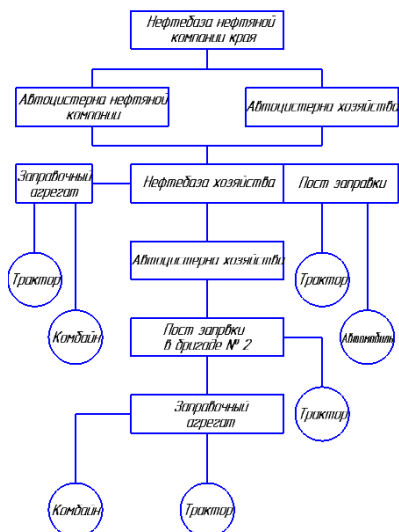 Нефтебаза нефтяной
компании края
Автоцистерна нефтяной
компании
Автоцистерна хозяйства
Заправочный
агрегат
Нефтебаза хозяйства
Пост заправки
Трактор
Комбайн
Автоцистерна хозяйства
Трактор
Автомобиль
Пост запрвки
в бригаде № 2
Трактор
Заправочный
агрегат
Комбайн
Трактор